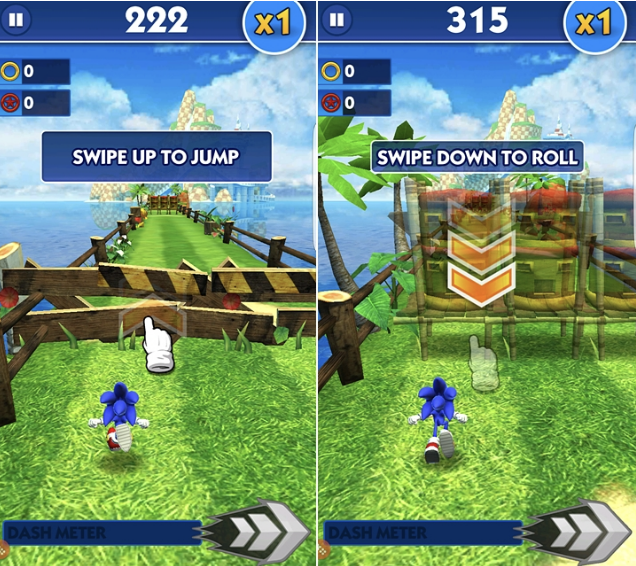 222
x1
0
0
SWIPE UP TO JUMP
DASH METER
315
x1
0
0
SWIPE DOWN TO ROLL
DASH METER